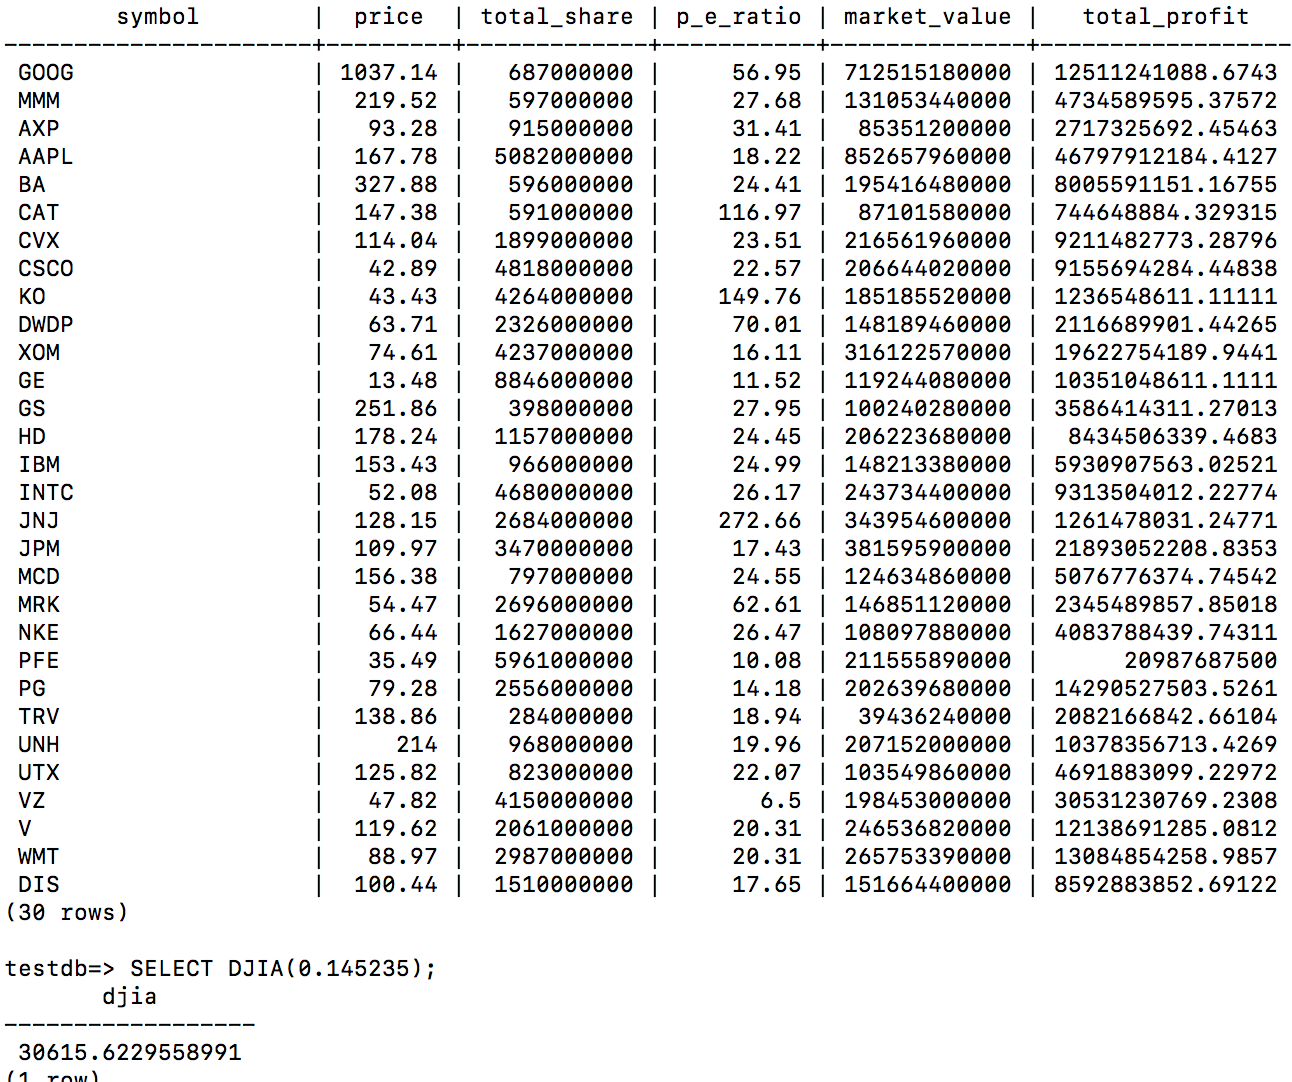 symbol | price | total_share | p_e_ratio | market_value | total_profit
----------------------+---------+-------------+-----------+--------------+------------------
GOOG | 1037.14 | 687000000 | 56.95 | 712515180000 | 12511241088.6743
MMM | 219.52 | 597000000 | 27.68 | 131053440000 | 4734589595.37572
AXP | 93.28 | 915000000 | 31.41 | 85351200000 | 2717325692.45463
AAPL | 167.78 | 5082000000 | 18.22 | 852657960000 | 46797912184.4127
BA | 327.88 | 596000000 | 24.41 | 195416480000 | 8005591151.16755
CAT | 147.38 | 591000000 | 116.97 | 87101580000 | 744648884.329315
CVX | 114.04 | 1899000000 | 23.51 | 216561960000 | 9211482773.28796
CSCO | 42.89 | 4818000000 | 22.57 | 206644020000 | 9155694284.44838
KO | 43.43 | 4264000000 | 149.76 | 185185520000 | 1236548611.11111
DWDP | 63.71 | 2326000000 | 70.01 | 148189460000 | 2116689901.44265
XOM | 74.61 | 4237000000 | 16.11 | 316122570000 | 19622754189.9441
GE | 13.48 | 8846000000 | 11.52 | 119244080000 | 10351048611.1111
GS | 251.86 | 398000000 | 27.95 | 100240280000 | 3586414311.27013
HD | 178.24 | 1157000000 | 24.45 | 206223680000 | 8434506339.4683
IBM | 153.43 | 966000000 | 24.99 | 148213380000 | 5930907563.02521
INTC | 52.08 | 4680000000 | 26.17 | 243734400000 | 9313504012.22774
JNJ | 128.15 | 2684000000 | 272.66 | 343954600000 | 1261478031.24771
JPM | 109.97 | 3470000000 | 17.43 | 381595900000 | 21893052208.8353
MCD | 156.38 | 797000000 | 24.55 | 124634860000 | 5076776374.74542
MRK | 54.47 | 2696000000 | 62.61 | 146851120000 | 2345489857.85018
NKE | 66.44 | 1627000000 | 26.47 | 108097880000 | 4083788439.74311
PFE | 35.49 | 5961000000 | 10.08 | 211555890000 | 20987687500
PG | 79.28 | 2556000000 | 14.18 | 202639680000 | 14290527503.5261
TRV | 138.86 | 284000000 | 18.94 | 39436240000 | 2082166842.66104
UNH | 214 | 968000000 | 19.96 | 207152000000 | 10378356713.4269
UTX | 125.82 | 823000000 | 22.07 | 103549860000 | 4691883099.22972
VZ | 47.82 | 4150000000 | 6.5 | 198453000000 | 30531230769.2308
V | 119.62 | 2061000000 | 20.31 | 246536820000 | 12138691285.0812
WMT | 88.97 | 2987000000 | 20.31 | 265753390000 | 13084854258.9857
DIS | 100.44 | 1510000000 | 17.65 | 151664400000 | 8592883852.69122
(30 rows)
testdb=> SELECT DJIA(0.145235);
djia
------------------
30615.6229558991
(1 row)